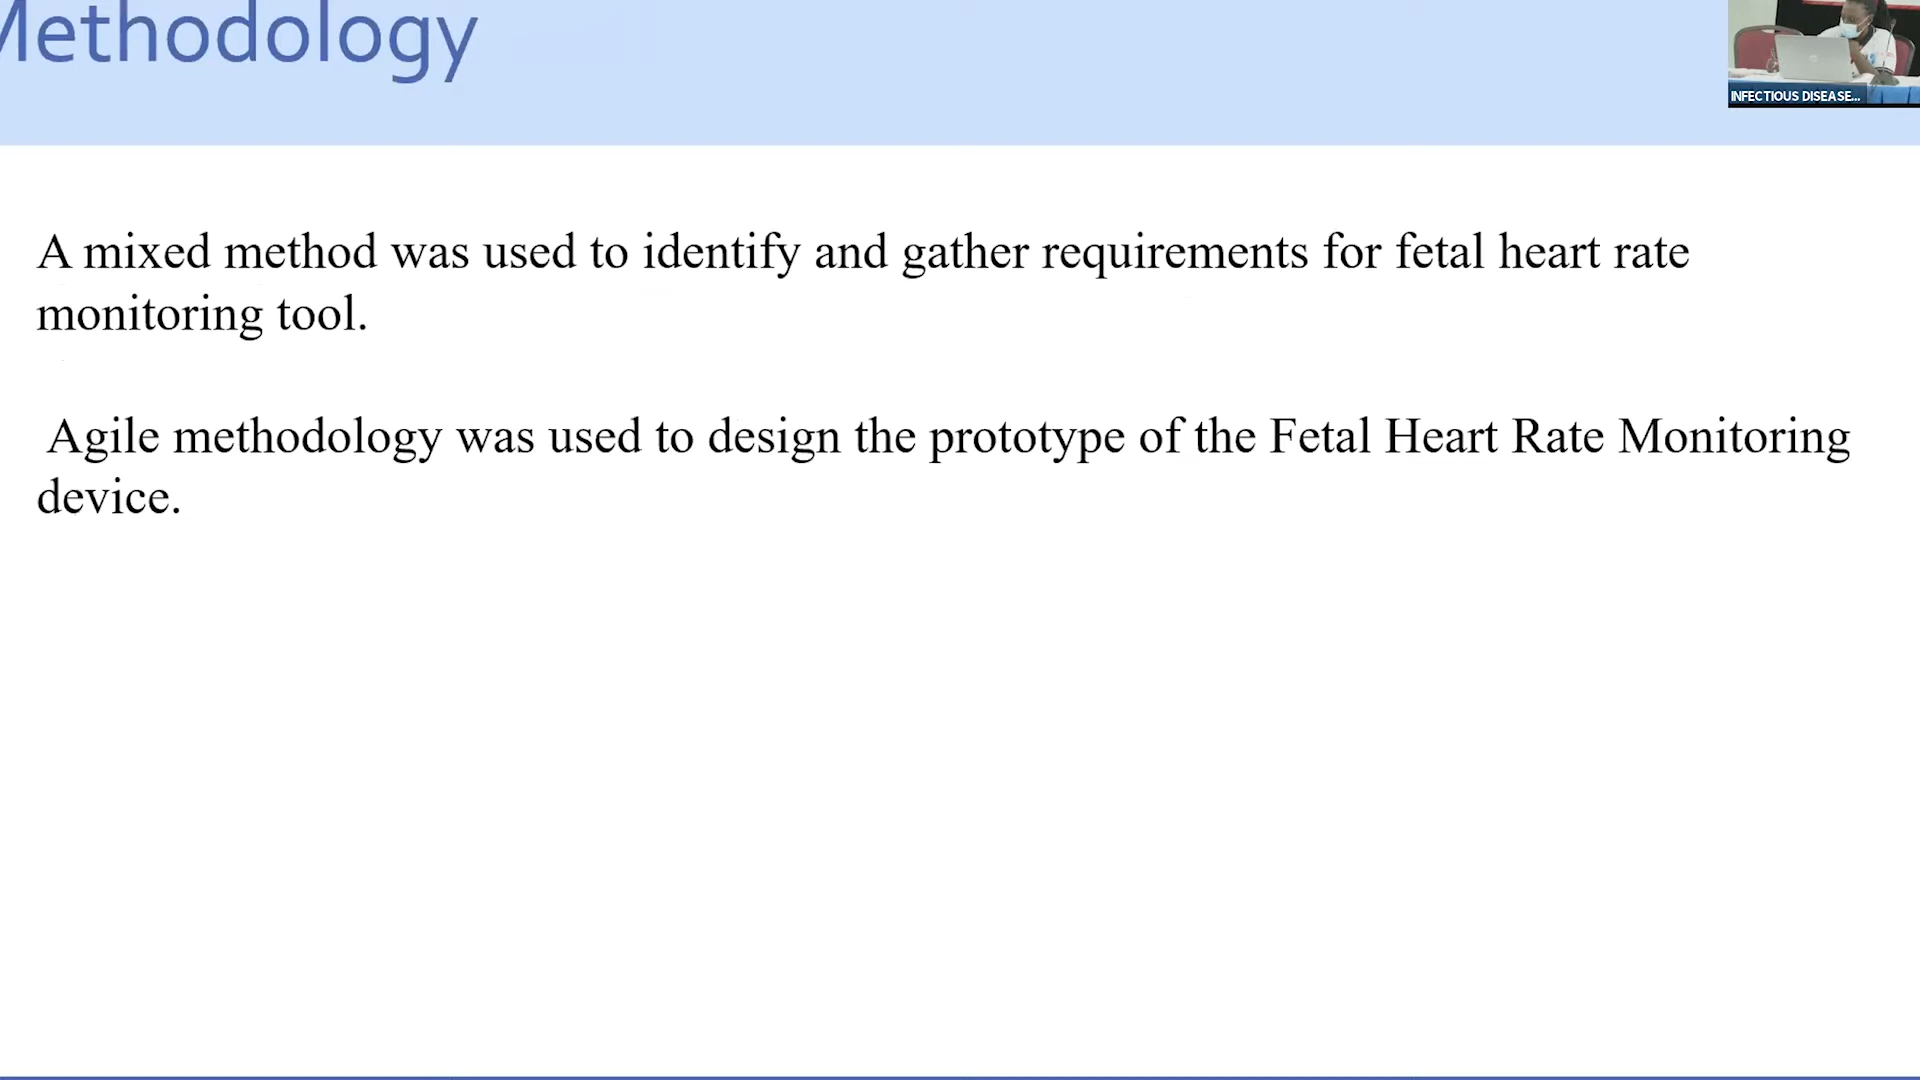 Methodology
INFECTIOUS DISEASE...
A mixed method was used to identify and gather requirements for fetal heart rate
monitoring tool.
Agile methodology was used to design the prototype of the Fetal Heart Rate Monitoring
device.